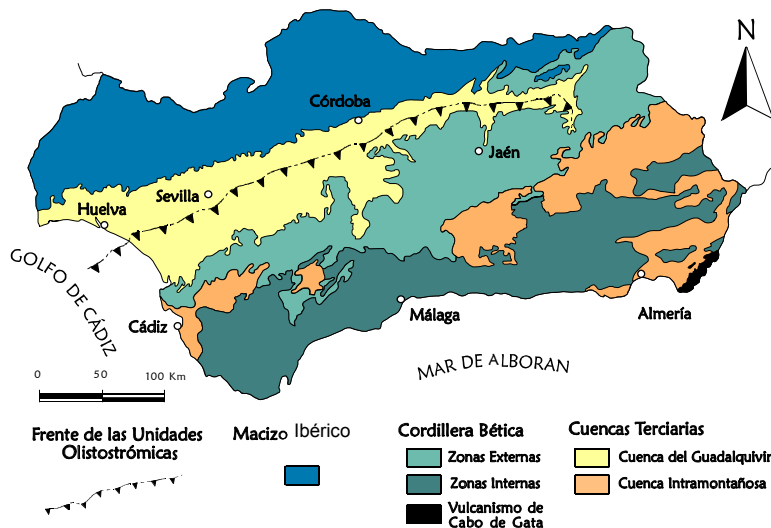 N
Córdoba
Jaén
Sevilla
Huelva
GOLFO DE CÁDIZ
Cádiz
Málaga
Almería
MAR DE ALBORAN
0 50 100 Km
Frente de las Unidades
Olistostrómicas
Macizo Ibérico
Cordillera Bética
Zonas Externas
Zonas Internas
Vulcanismo de
Cabo de Gata
Cuencas Terciarias
Cuenca del Guadalquivir
Cuenca Intramontañosa